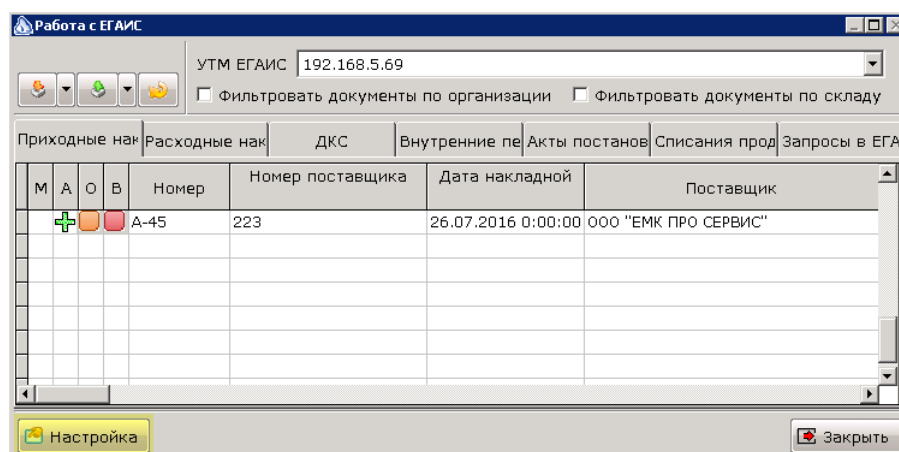 Работа с ЕГАИС
УТМ ЕГАИС 192.168.5.69
Фильтровать документы по организации Фильтровать документы по складу
Приходные нак Расходные нак ДКС Внутренние пе Акты постанов Списания прод Запросы в ЕГА
М А О В Номер Номер поставщика Дата накладной Поставщик
А-45 223 26.07.2016 0:00:00 ООО "ЕМК ПРО СЕРВИС"
Настройка Закрыть